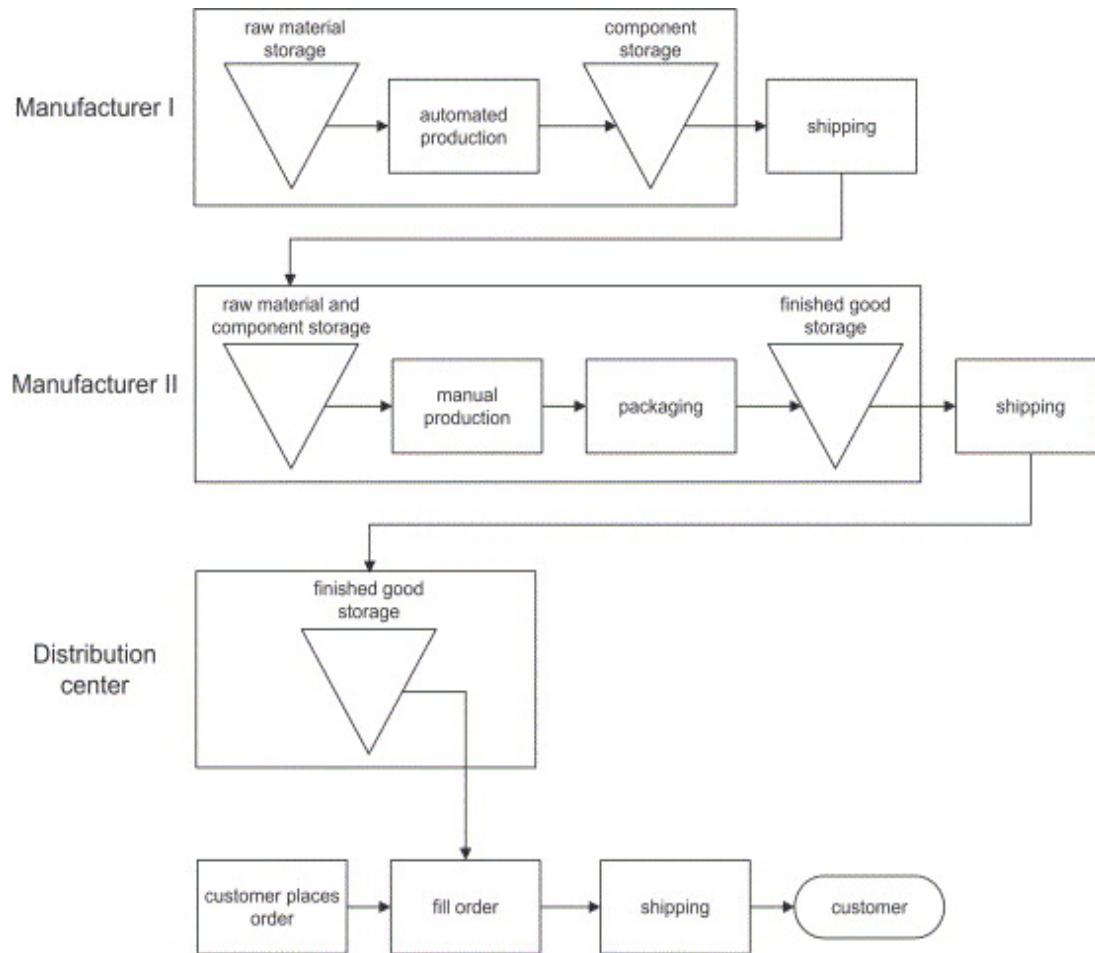 raw material
storage
component
storage
Manufacturer I
automated
production
shipping
raw material and
component storage
finished good
storage
Manufacturer II
manual
production
packaging
shipping
finished good
storage
Distribution
center
customer places
order
fill order
shipping
customer